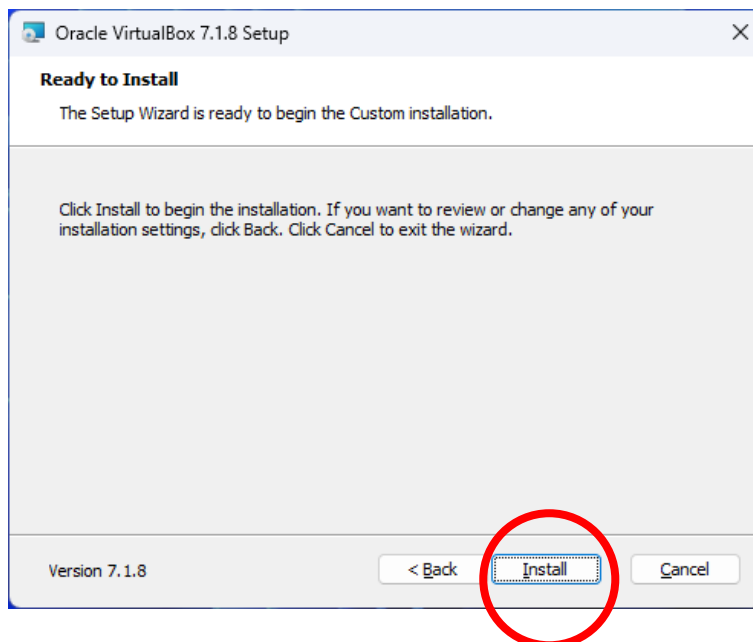 Oracle VirtualBox 7.1.8 Setup
Ready to Install
The Setup Wizard is ready to begin the Custom installation.
Click Install to begin the installation. If you want to review or change any of your
installation settings, click Back. Click Cancel to exit the wizard.
Version 7.1.8
< Back
Install
Cancel